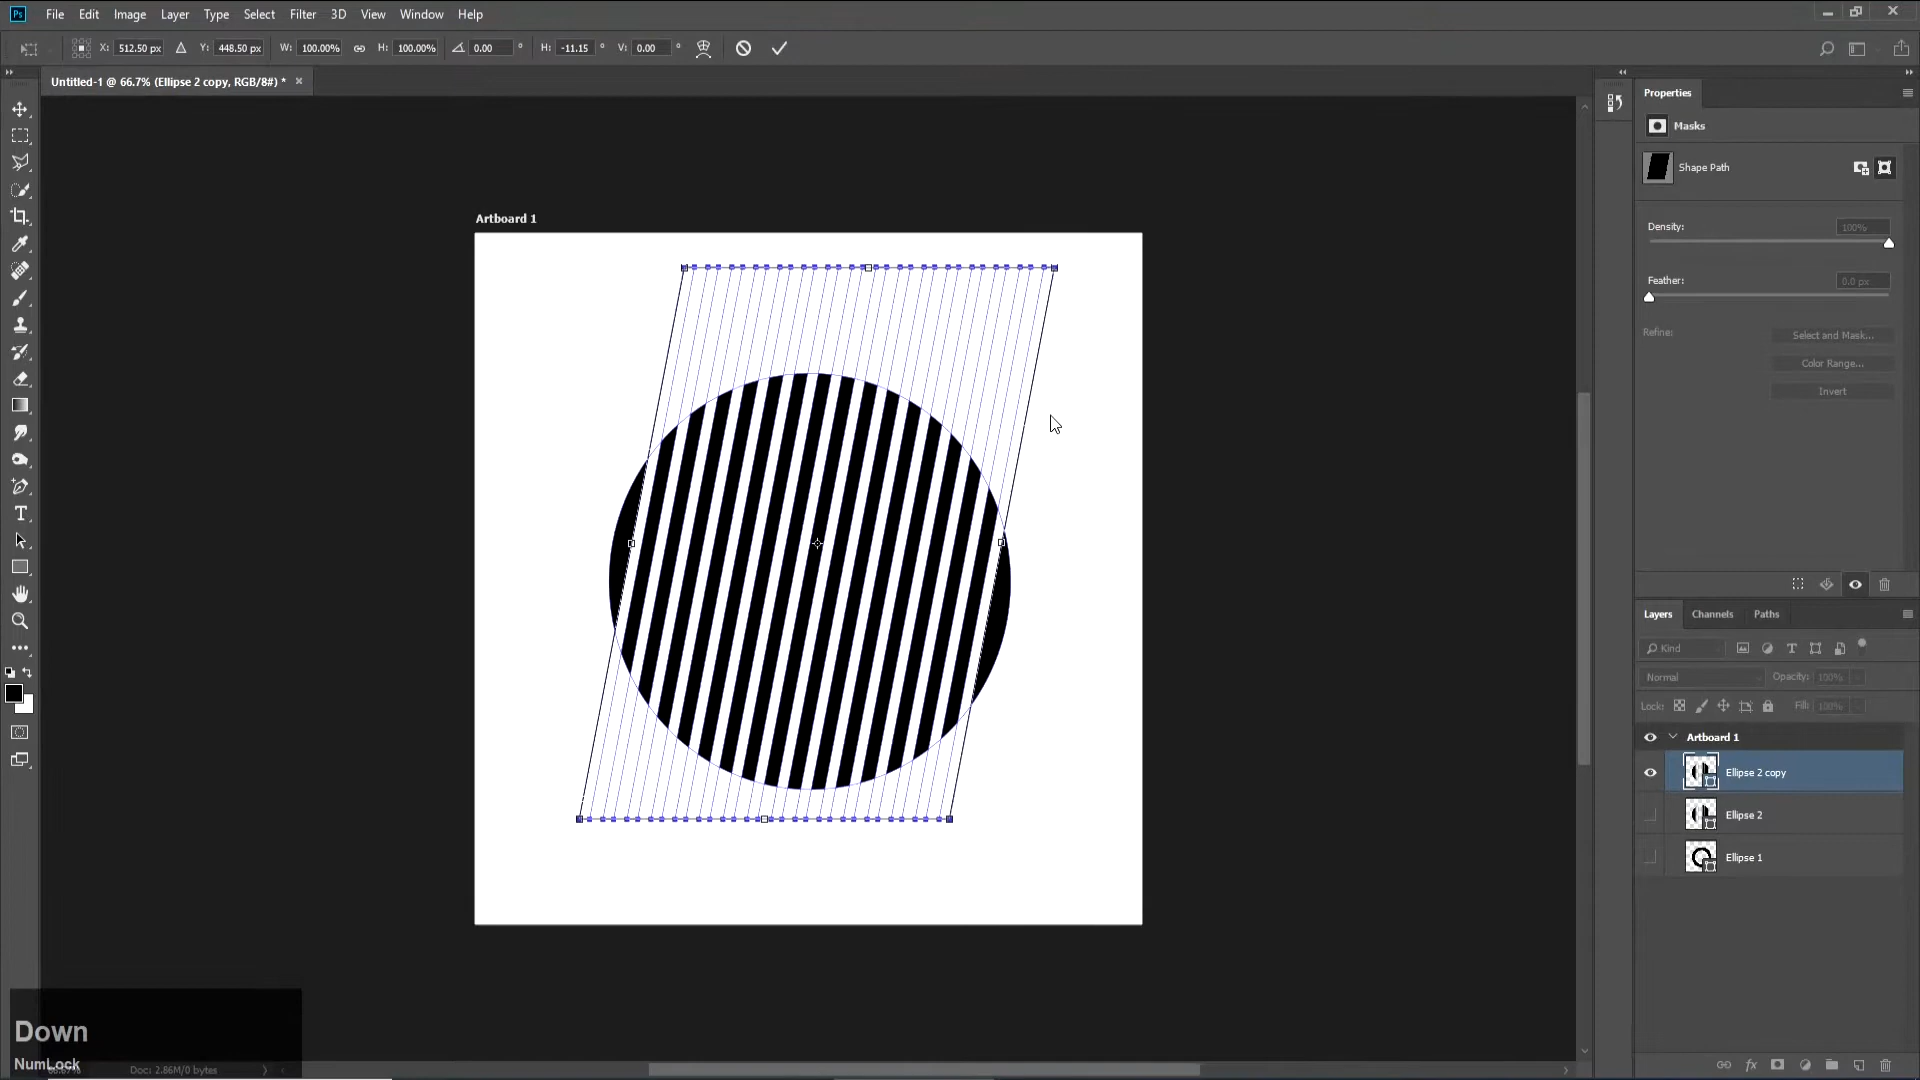 Ps File Edit Image Layer Type Select Filter 3D View Window Help
X: 512.50 px Y: 448.50 px W: 100.00% H: 100.00% 0.00 ° H: -11.15 ° V: 0.00 °
Untitled-1 @ 66.7% (Ellipse 2 copy, RGB/8#) * ×
Artboard 1
Properties
Masks
Shape Path
Density: 100%
Feather: 0.0 px
Refine: Select and Mask...
Color Range...
Invert
Layers Channels Paths
Kind
Normal Opacity: 100%
Lock: Fill: 100%
Artboard 1
Ellipse 2 copy
Ellipse 2
Ellipse 1
Down
NumLock
Doc: 2.86M/0 bytes